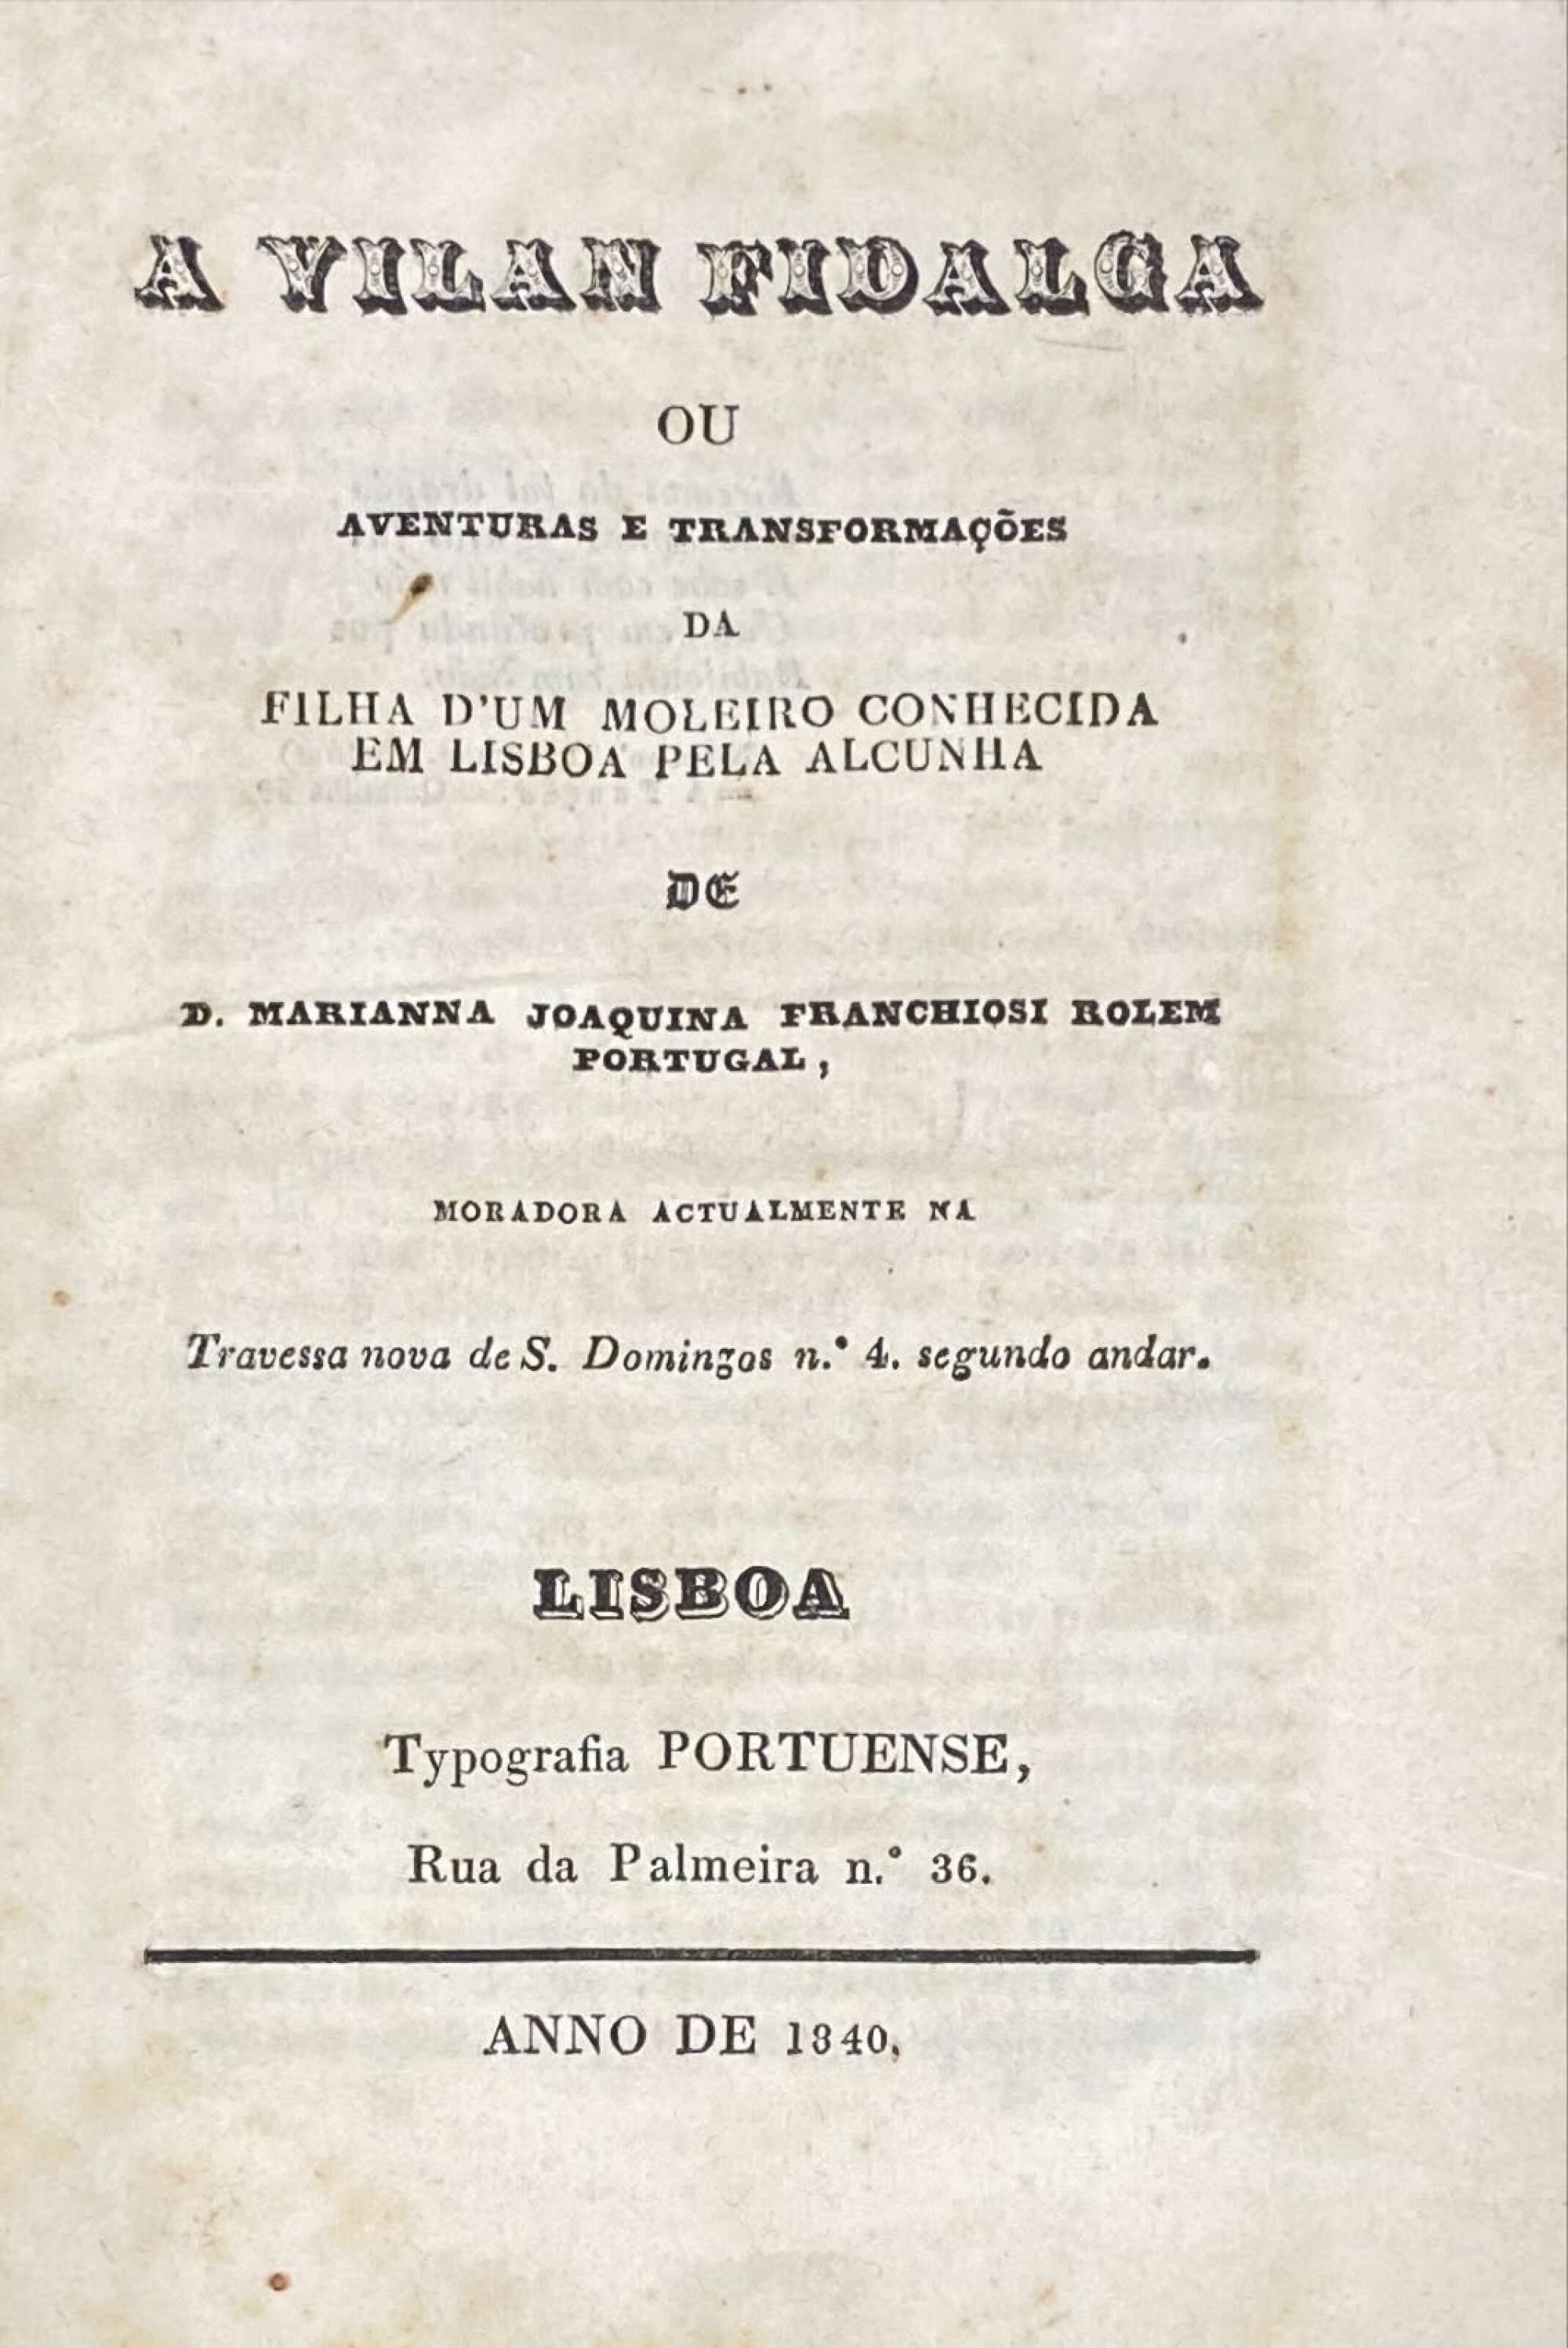 A VILAN FIDALGA
OU
AVENTURAS E TRANSFORMAÇÕES
DA
FILHA D'UM MOLEIRO CONHECIDA
EM LISBOA PELA ALCUNHA
DE
D. MARIANNA JOAQUINA FRANCHIOSI ROLEM
PORTUGAL,
MORADORA ACTUALMENTE NA
Travessa nova de S. Domingos n.º 4. segundo andar.
LISBOA
Typografia PORTUENSE,
Rua da Palmeira n.º 36.
ANNO DE 1840.